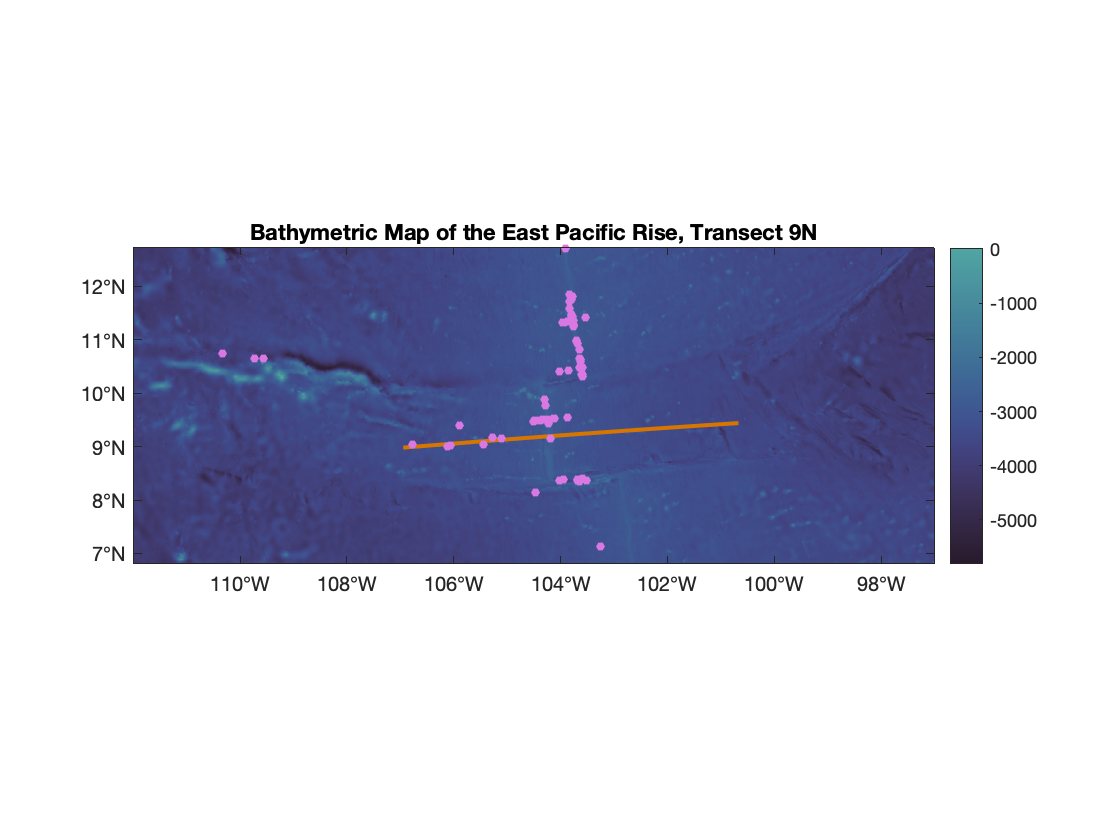 Bathymetric Map of the East Pacific Rise, Transect 9N
12°N
11°N
10°N
9°N
8°N
7°N
110°W 108°W 106°W 104°W 102°W 100°W 98°W
0
-1000
-2000
-3000
-4000
-5000